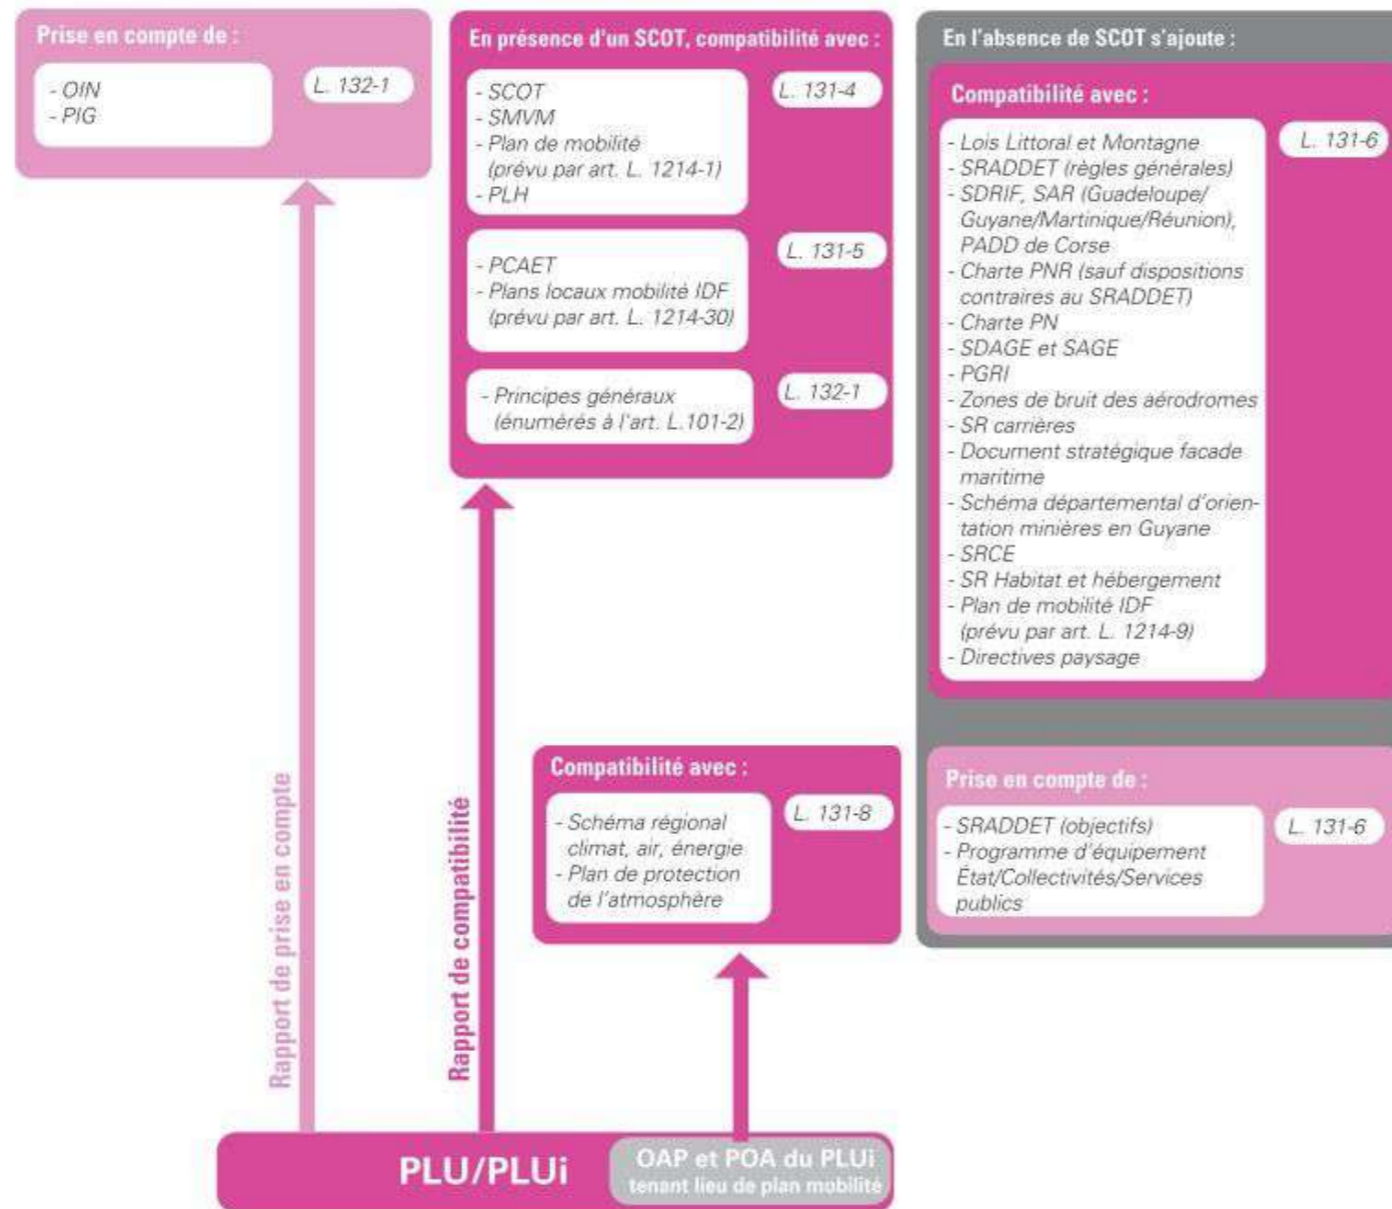 Prise en compte de :
- OIN
- PIG
L. 132-1
En présence d'un SCOT, compatibilité avec :
- SCOT
- SMVM
- Plan de mobilité
(prévu par art. L. 1214-1)
- PLH
L. 131-4
- PCAET
- Plans locaux mobilité IDF
(prévu par art. L. 1214-30)
L. 131-5
- Principes généraux
(énumérés à l'art. L.101-2)
L. 132-1
En l'absence de SCOT s'ajoute :
Compatibilité avec :
- Lois Littoral et Montagne
- SRADDET (règles générales)
- SDRIF, SAR (Guadeloupe/
Guyane/Martinique/Réunion),
PADD de Corse
- Charte PNR (sauf dispositions
contraires au SRADDET)
- Charte PN
- SDAGE et SAGE
- PGRI
- Zones de bruit des aérodromes
- SR carrières
- Document stratégique facade
maritime
- Schéma départemental d'orien-
tation minières en Guyane
- SRCE
- SR Habitat et hébergement
- Plan de mobilité IDF
(prévu par art. L. 1214-9)
- Directives paysage
L. 131-6
Prise en compte de :
- SRADDET (objectifs)
- Programme d'équipement
État/Collectivités/Services
publics
L. 131-6
Compatibilité avec :
- Schéma régional
climat, air, énergie
- Plan de protection
de l'atmosphère
L. 131-8
Rapport de prise en compte
Rapport de compatibilité
PLU/PLUi
OAP et POA du PLUi
tenant lieu de plan mobilité